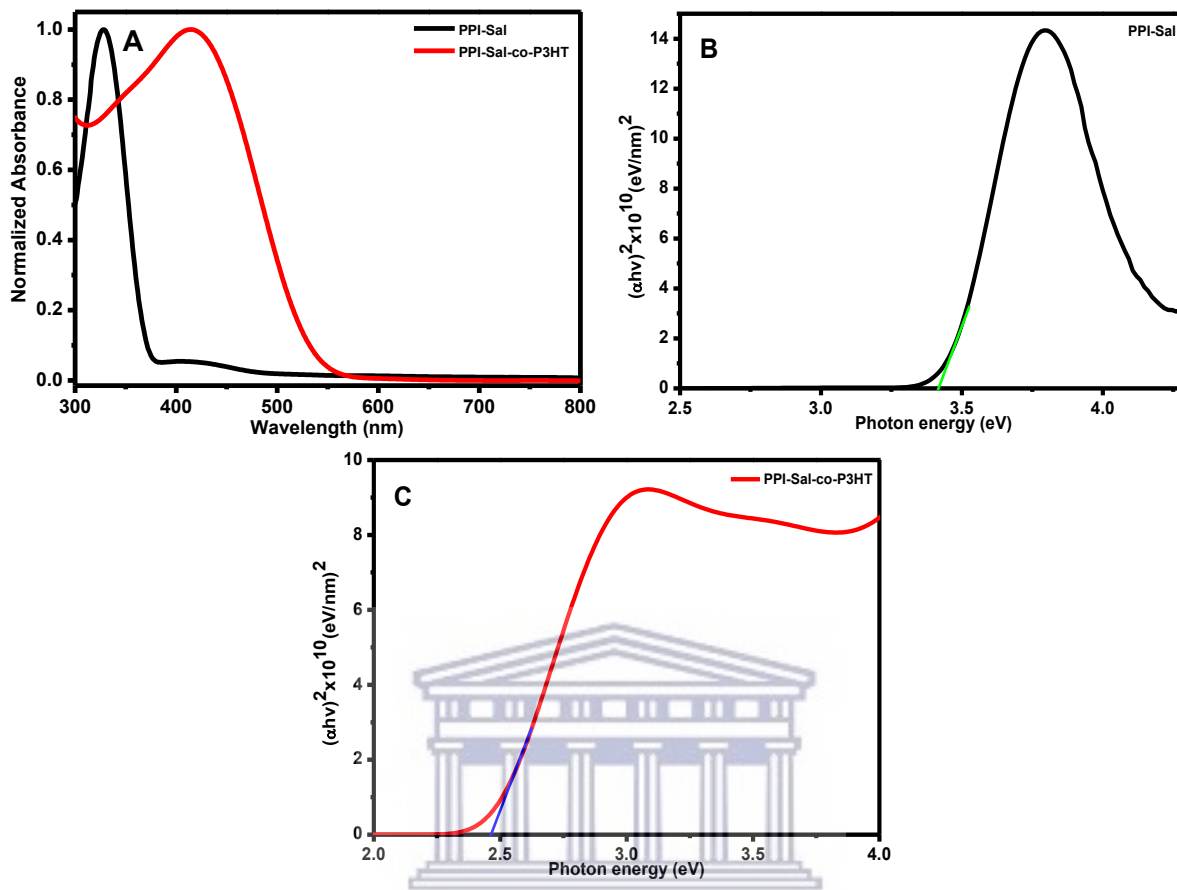 A
PPI-Sal
PPI-Sal-co-P3HT
1.0
0.8
0.6
0.4
0.2
0.0
Normalized Absorbance
300 400 500 600 700 800
Wavelength (nm)
B
PPI-Sal
14
12
10
8
6
4
2
0
(αhv)²x10¹⁰(eV/nm)²
2.5 3.0 3.5 4.0
Photon energy (eV)
C
PPI-Sal-co-P3HT
10
8
6
4
2
0
(αhv)²x10¹⁰(eV/nm)²
2.0 2.5 3.0 3.5 4.0
Photon energy (eV)